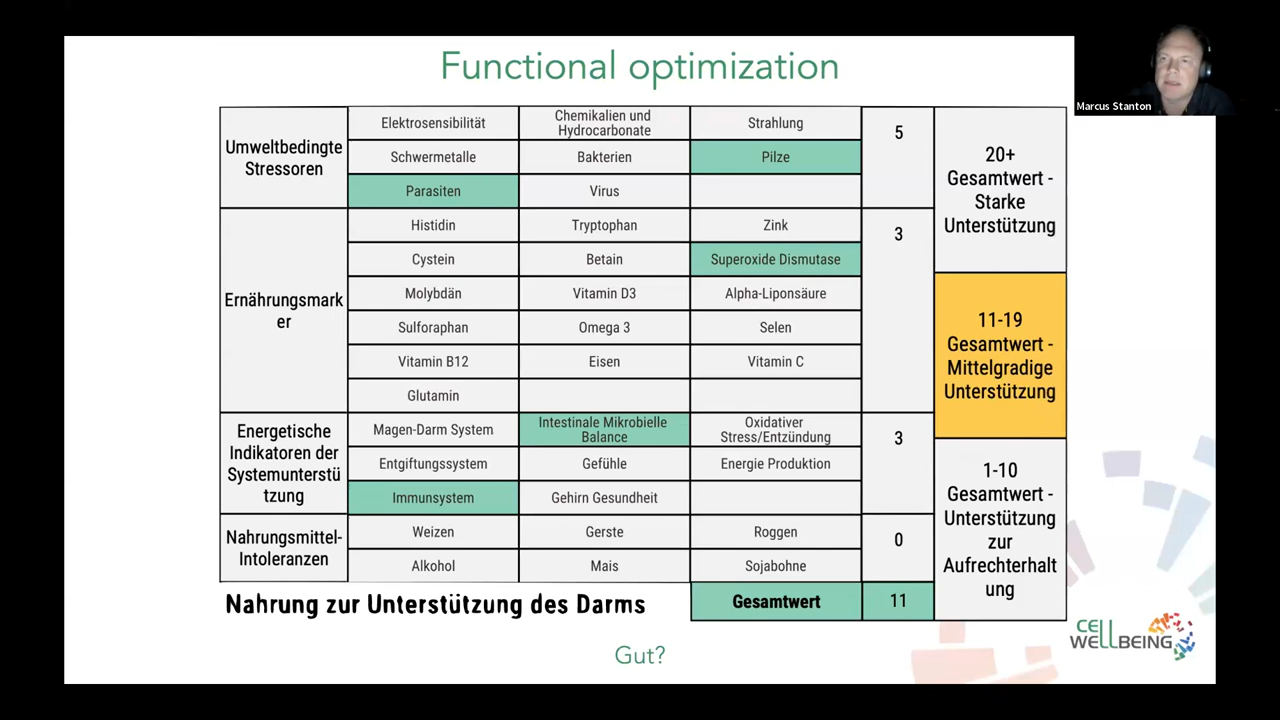 Functional optimization
Marcus Stanton
Umweltbedingte
Stressoren
Elektrosensibilität
Chemikalien und
Hydrocarbonate
Strahlung
Schwermetalle
Bakterien
Pilze
Parasiten
Virus
5
Ernährungsmark
er
Histidin
Tryptophan
Zink
Cystein
Betain
Superoxide Dismutase
Molybdän
Vitamin D3
Alpha-Liponsäure
Sulforaphan
Omega 3
Selen
Vitamin B12
Eisen
Vitamin C
Glutamin
3
Energetische
Indikatoren der
Systemunterstü
tzung
Magen-Darm System
Intestinale Mikrobielle
Balance
Oxidativer
Stress/Entzündung
Entgiftungssystem
Gefühle
Energie Produktion
Immunsystem
Gehirn Gesundheit
3
Nahrungsmittel-
Intoleranzen
Weizen
Gerste
Roggen
Alkohol
Mais
Sojabohne
0
Nahrung zur Unterstützung des Darms
Gesamtwert
11
20+
Gesamtwert -
Starke
Unterstützung
11-19
Gesamtwert -
Mittelgradige
Unterstützung
1-10
Gesamtwert -
Unterstützung
zur
Aufrechterhalt
ung
Gut?
CELL
WELLBEING